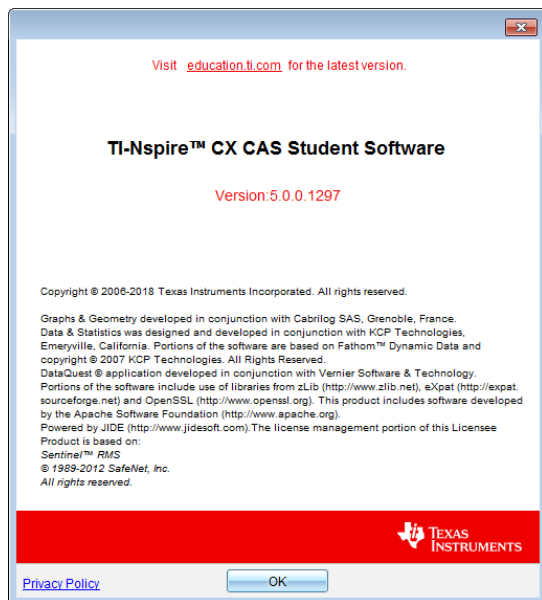 Visit education.ti.com for the latest version.
TI-Nspire™ CX CAS Student Software
Version:5.0.0.1297
Copyright © 2006-2018 Texas Instruments Incorporated. All rights reserved.
Graphs & Geometry developed in conjunction with Cabrilog SAS, Grenoble, France.
Data & Statistics was designed and developed in conjunction with KCP Technologies,
Emeryville, California. Portions of the software are based on Fathom™ Dynamic Data and
copyright © 2007 KCP Technologies. All Rights Reserved.
DataQuest ® application developed in conjunction with Vernier Software & Technology.
Portions of the software include use of libraries from zLib (http://www.zlib.net), eXpat (http://expat.
sourceforge.net) and OpenSSL (http://www.openssl.org). This product includes software developed
by the Apache Software Foundation (http://www.apache.org).
Powered by JIDE (http://www.jidesoft.com).The license management portion of this Licensee
Product is based on:
Sentinel™ RMS
© 1989-2012 SafeNet, Inc.
All rights reserved.
TEXAS
INSTRUMENTS
Privacy Policy
OK